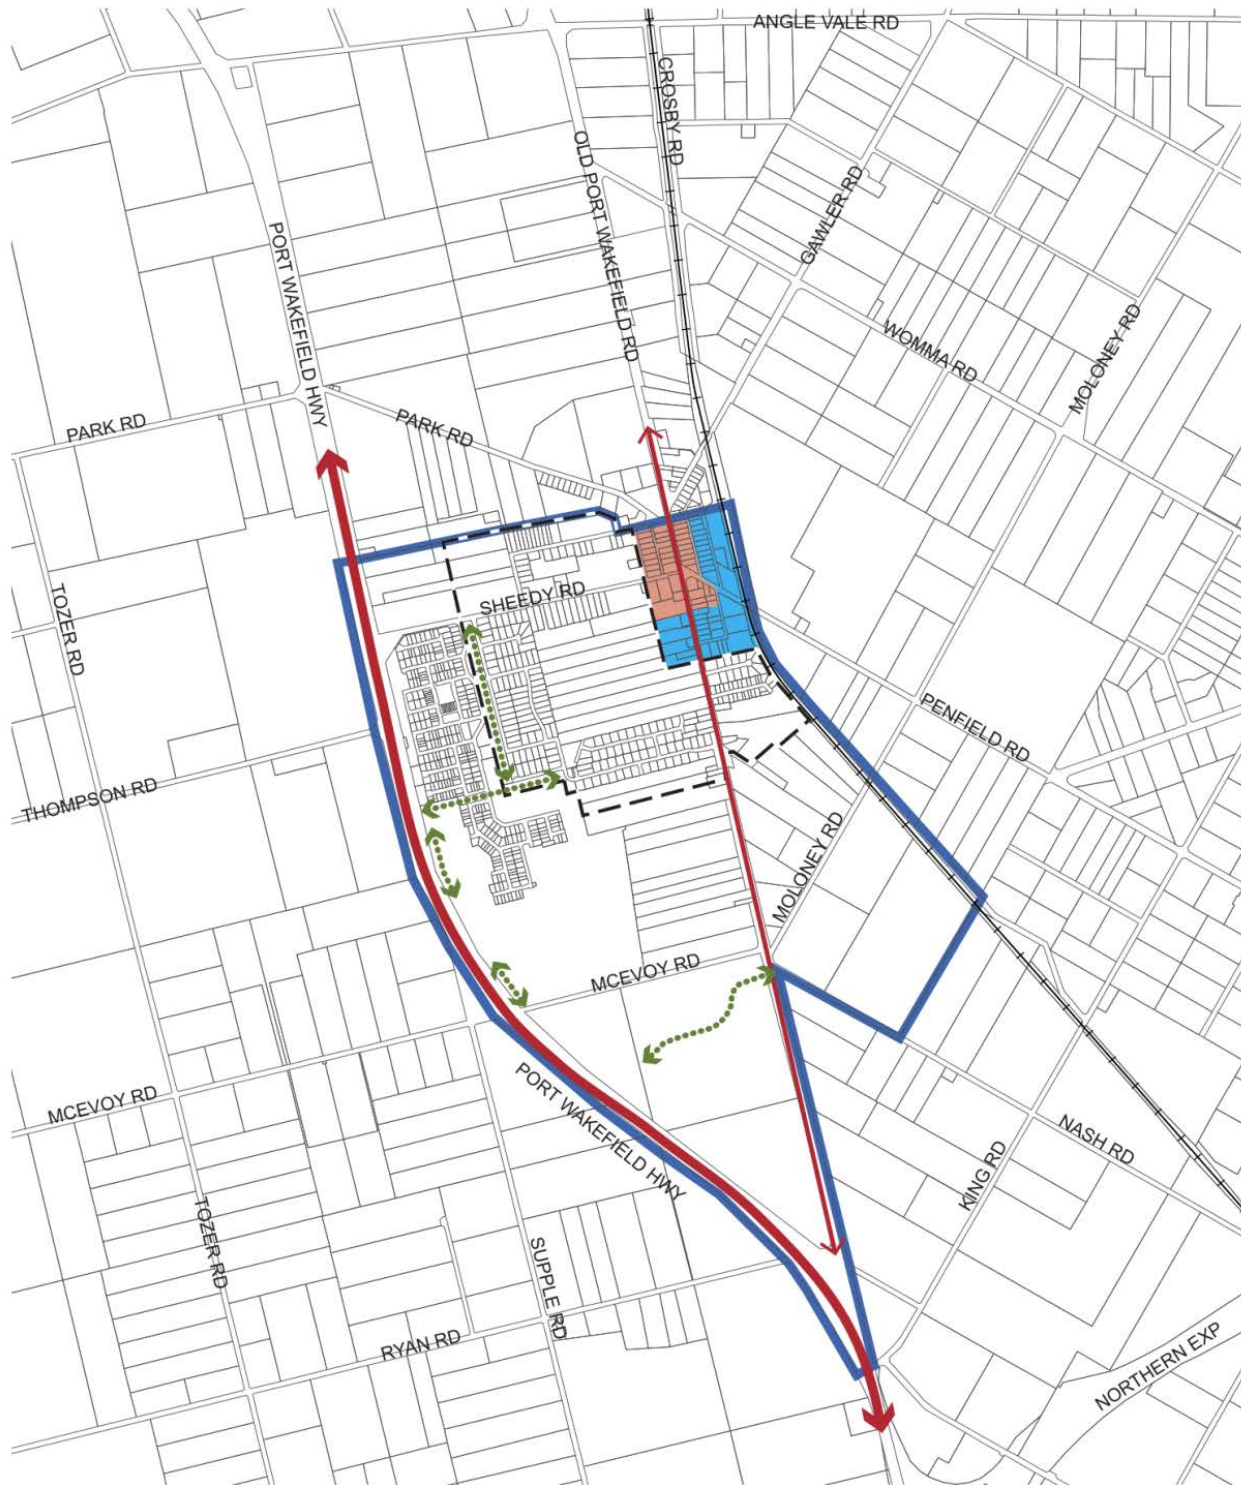 ANGLE VALE RD
CROSBY RD
OLD PORT WAKEFIELD RD
GAWLER RD
PORT WAKEFIELD HWY
WOMMA RD
MOLONEY RD
PARK RD
PARK RD
TOZER RD
SHEEDY RD
PENFIELD RD
THOMPSON RD
MOLONEY RD
MCEVOY RD
MCEVOY RD
PORT WAKEFIELD HWY
NASH RD
KING RD
TOZER RD
SUPPLE RD
RYAN RD
NORTHERN EXP